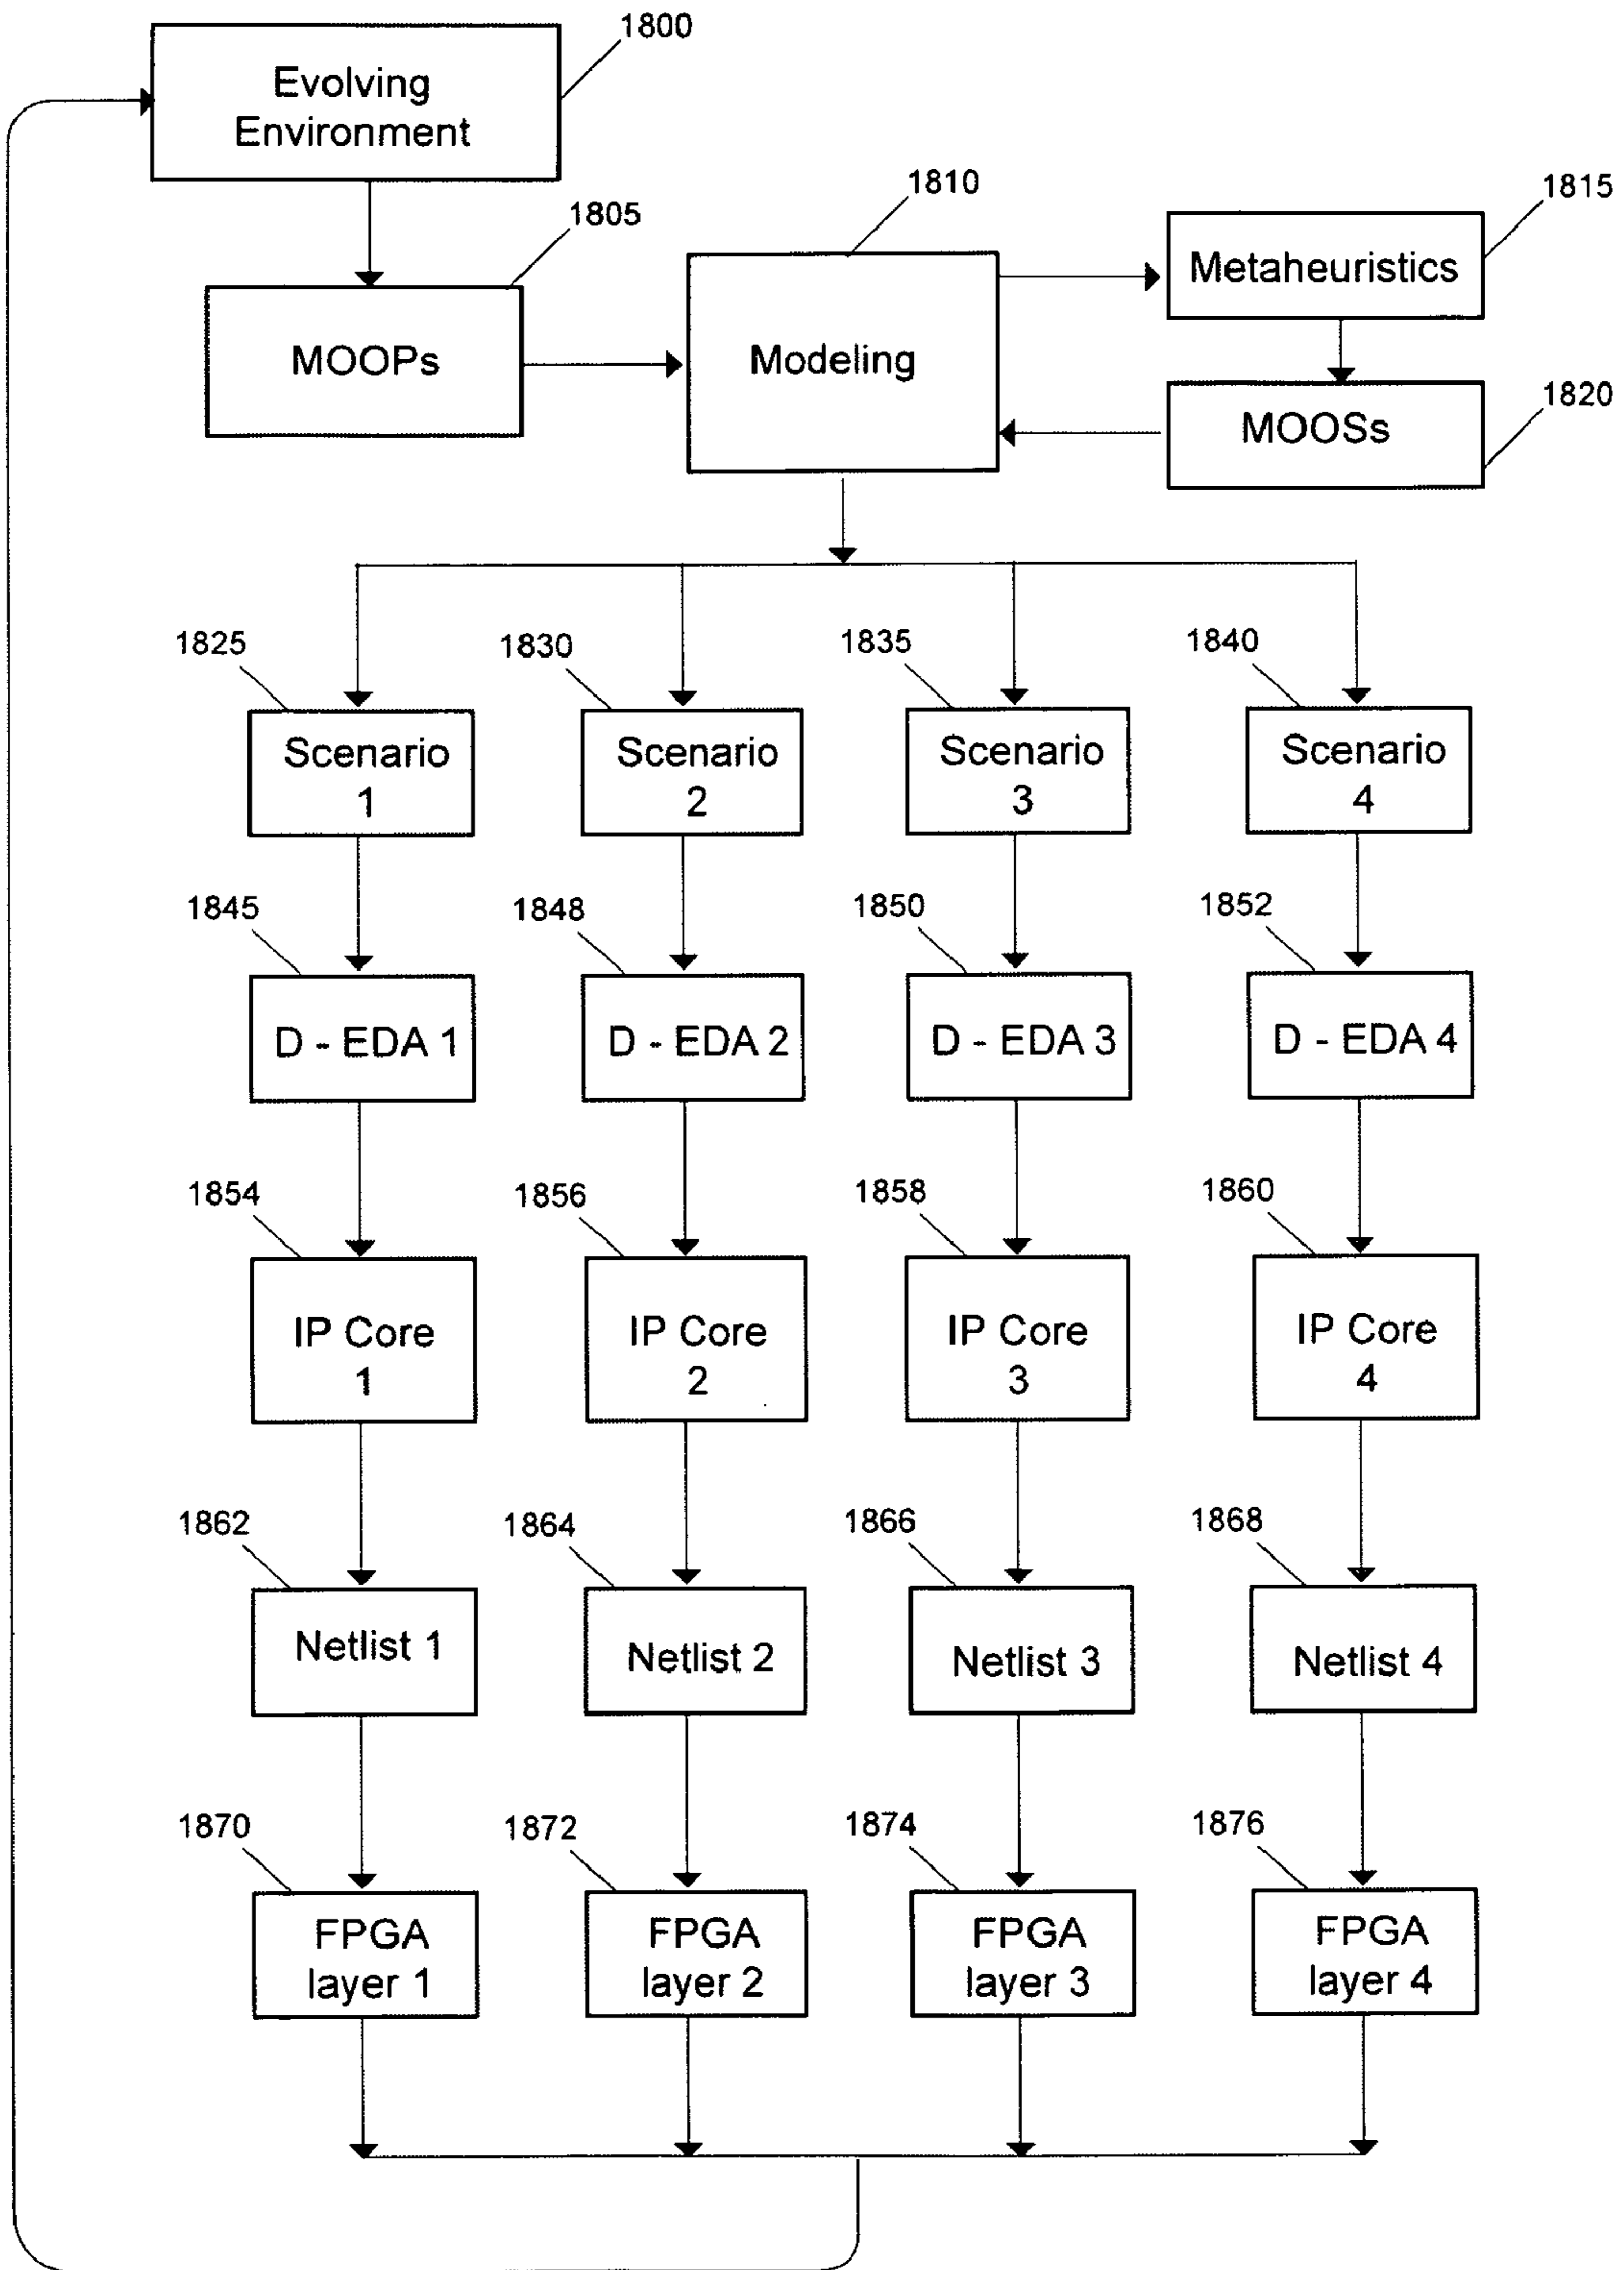 1800
Evolving
Environment
1805
MOOPs
1810
Modeling
1815
Metaheuristics
1820
MOOSs
1825
1830
1835
1840
Scenario
1
Scenario
2
Scenario
3
Scenario
4
1845
1848
1850
1852
D - EDA 1
D - EDA 2
D - EDA 3
D - EDA 4
1854
1856
1858
1860
IP Core
1
IP Core
2
IP Core
3
IP Core
4
1862
1864
1866
1868
Netlist 1
Netlist 2
Netlist 3
Netlist 4
1870
1872
1874
1876
FPGA
layer 1
FPGA
layer 2
FPGA
layer 3
FPGA
layer 4